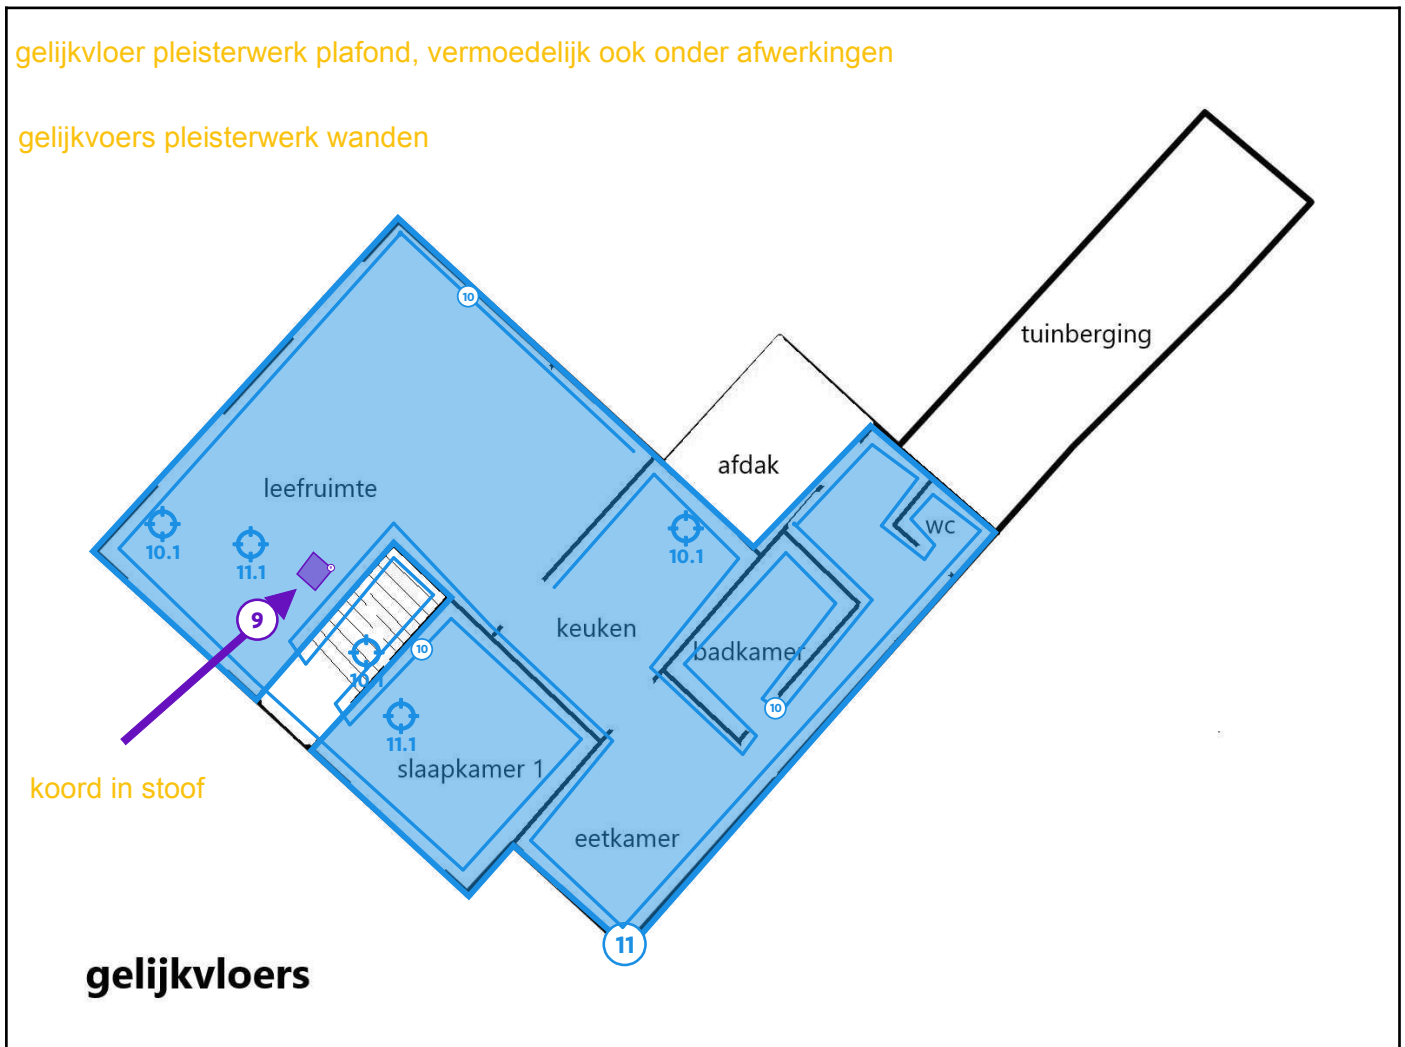 gelijkvloer pleisterwerk plafond, vermoedelijk ook onder afwerkingen
gelijkvoers pleisterwerk wanden
10
tuinberging
afdak
leefruimte
wc
10.1
11.1
10.1
9
keuken
badkamer
10
10.1
10
11.1
slaapkamer 1
koord in stoof
eetkamer
11
gelijkvloers